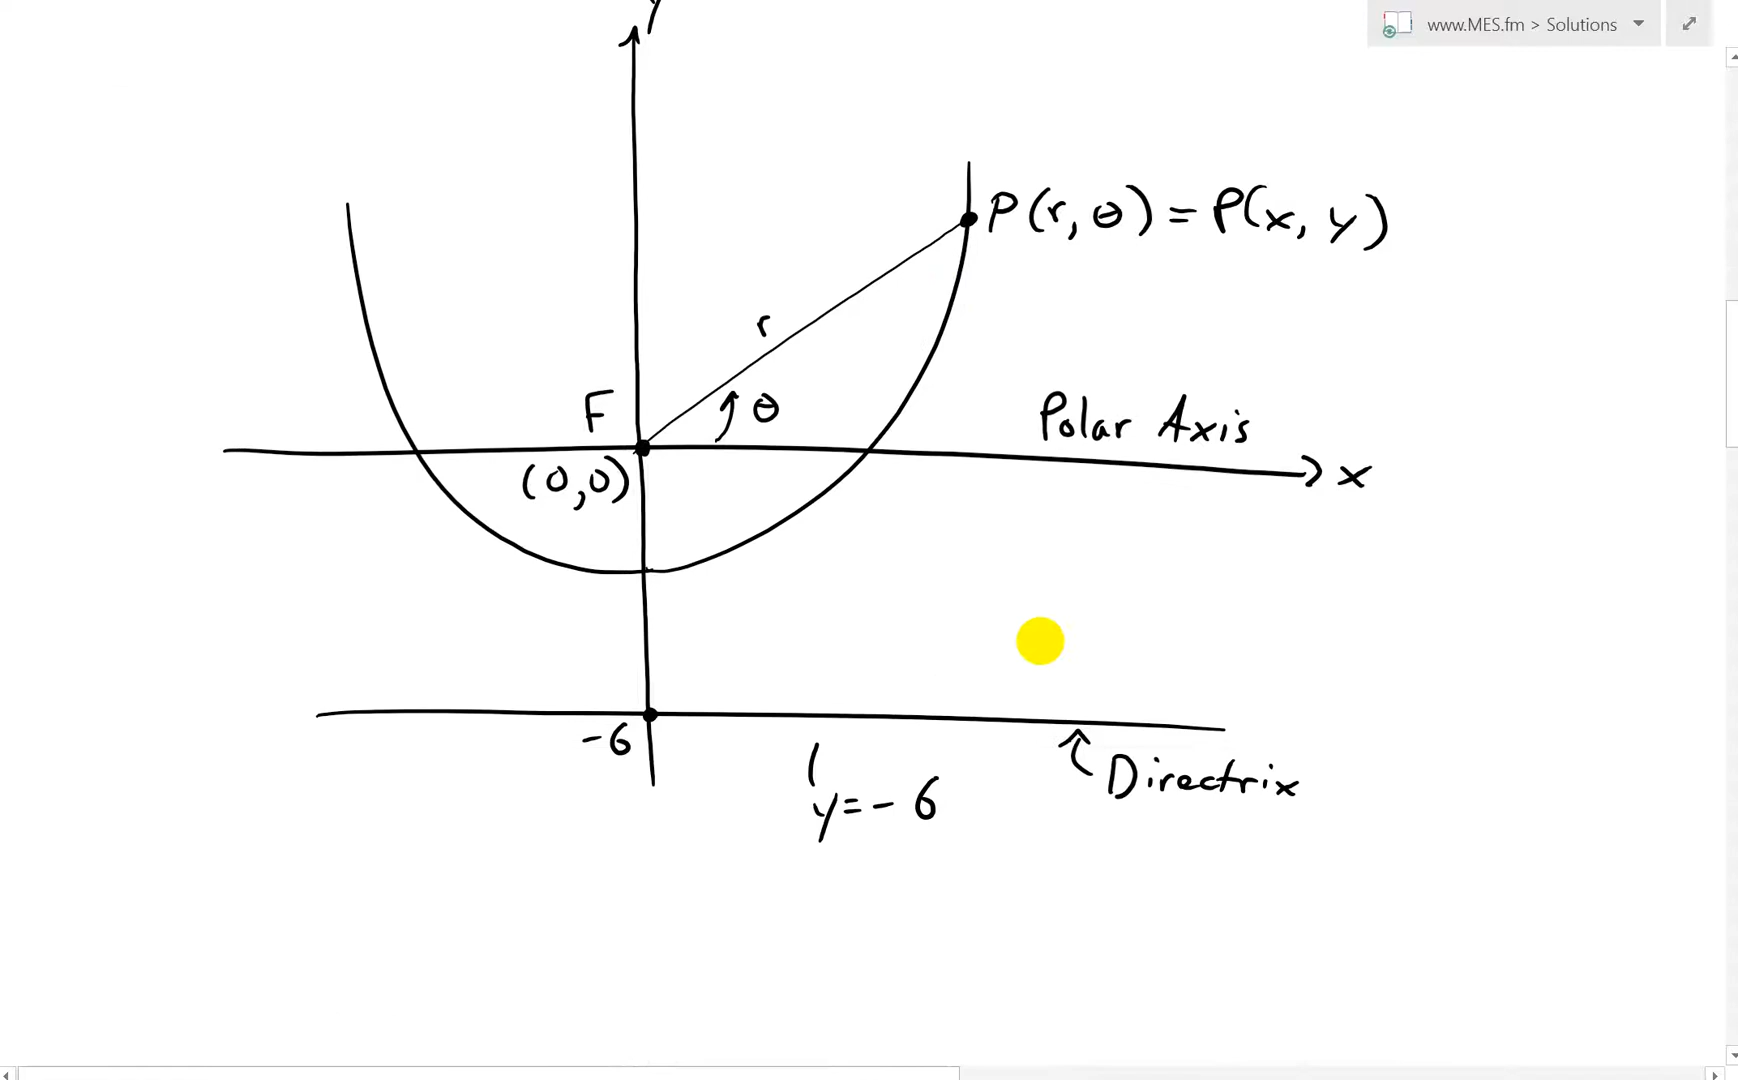 y
www.MES.fm > Solutions
P(r, θ) = P(x, y)
r
F
θ
Polar Axis
(0,0)
x
-6
y = - 6
Directrix